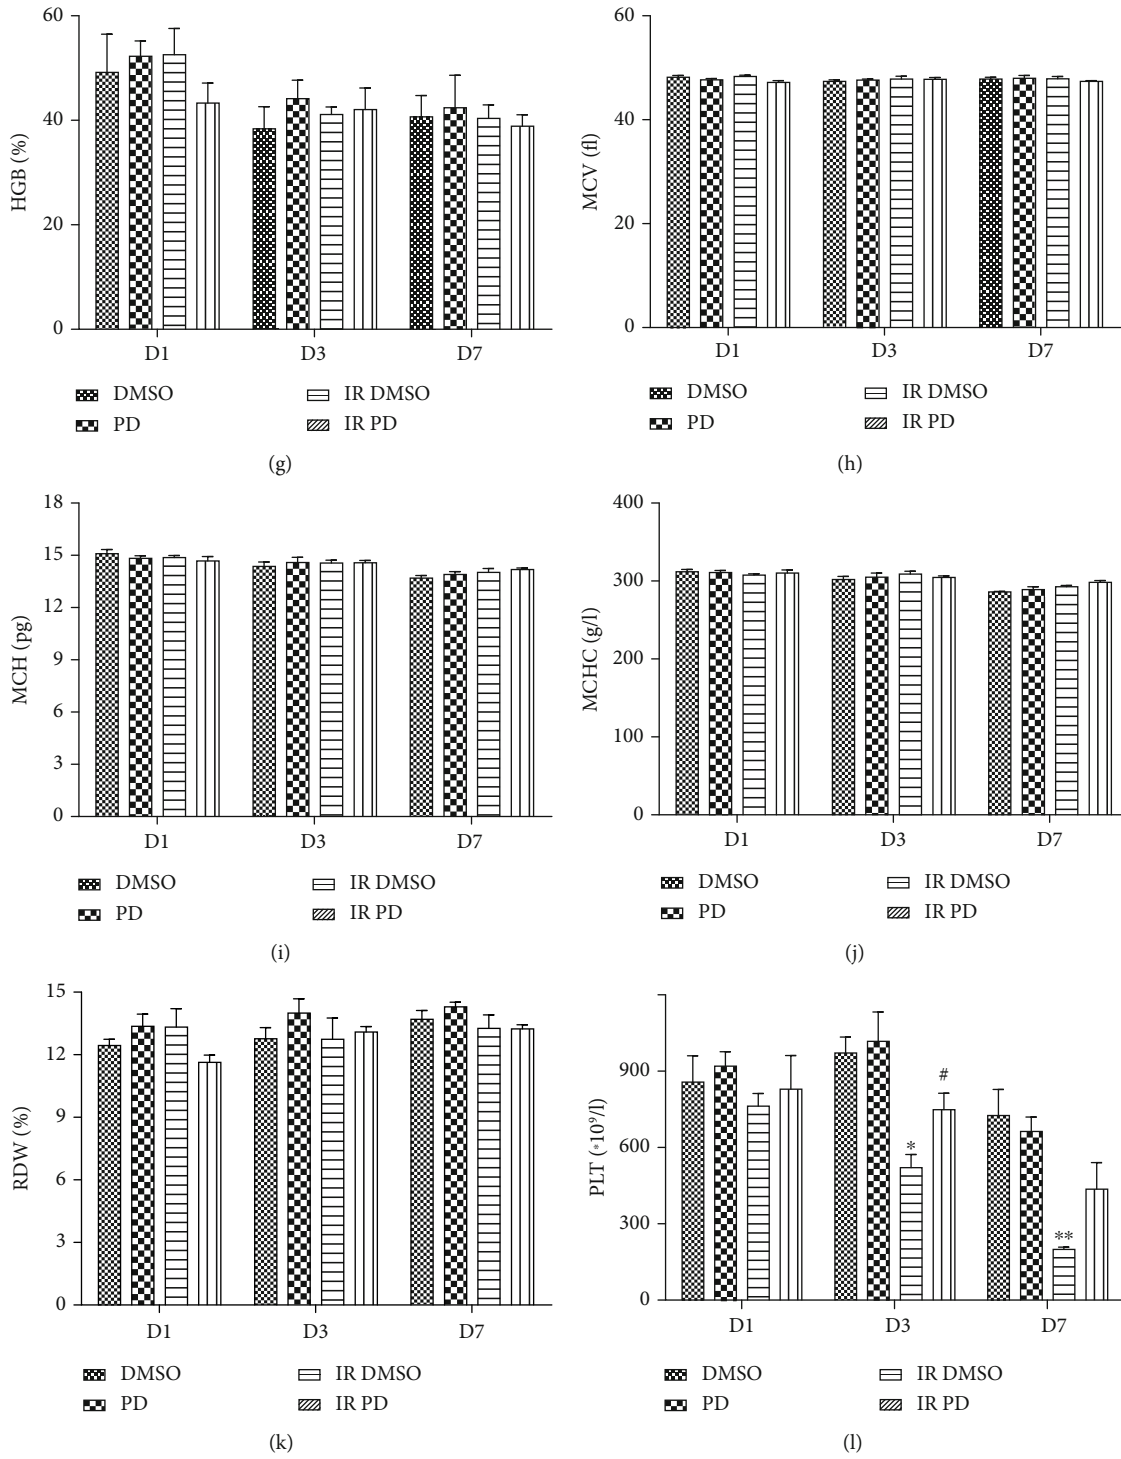 60
40
20
0
HGB (%)
D1 D3 D7
DMSO IR DMSO
PD IR PD
(g)
60
40
20
0
MCV (fl)
D1 D3 D7
DMSO IR DMSO
PD IR PD
(h)
18
15
12
9
6
3
0
MCH (pg)
D1 D3 D7
DMSO IR DMSO
PD IR PD
(i)
400
300
200
100
0
MCHC (g/l)
D1 D3 D7
DMSO IR DMSO
PD IR PD
(j)
15
12
9
6
3
0
RDW (%)
D1 D3 D7
DMSO IR DMSO
PD IR PD
(k)
900
600
300
0
PLT (*10⁹/l)
#
*
**
D1 D3 D7
DMSO IR DMSO
PD IR PD
(l)